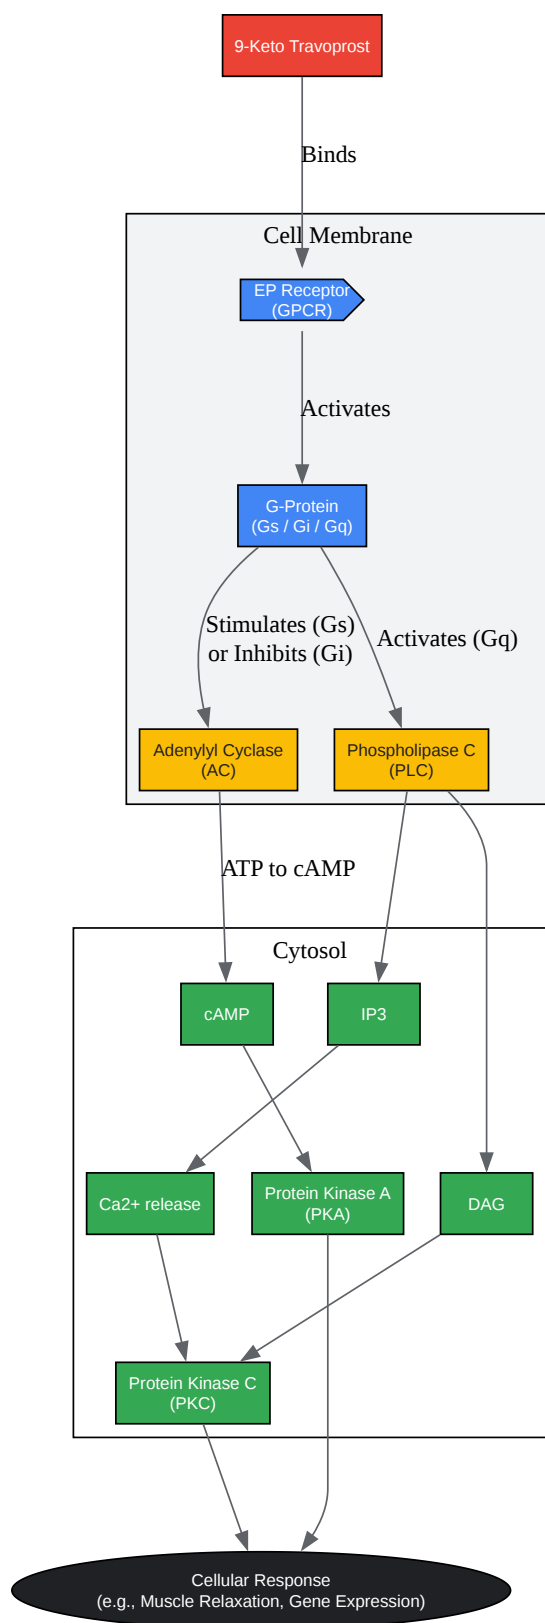 9-Keto Travoprost
Binds
Cell Membrane
EP Receptor
(GPCR)
Activates
G-Protein
(Gs / Gi / Gq)
Stimulates (Gs)
or Inhibits (Gi)
Activates (Gq)
Adenylyl Cyclase
(AC)
Phospholipase C
(PLC)
ATP to cAMP
Cytosol
cAMP
IP3
Ca2+ release
Protein Kinase A
(PKA)
DAG
Protein Kinase C
(PKC)
Cellular Response
(e.g., Muscle Relaxation, Gene Expression)